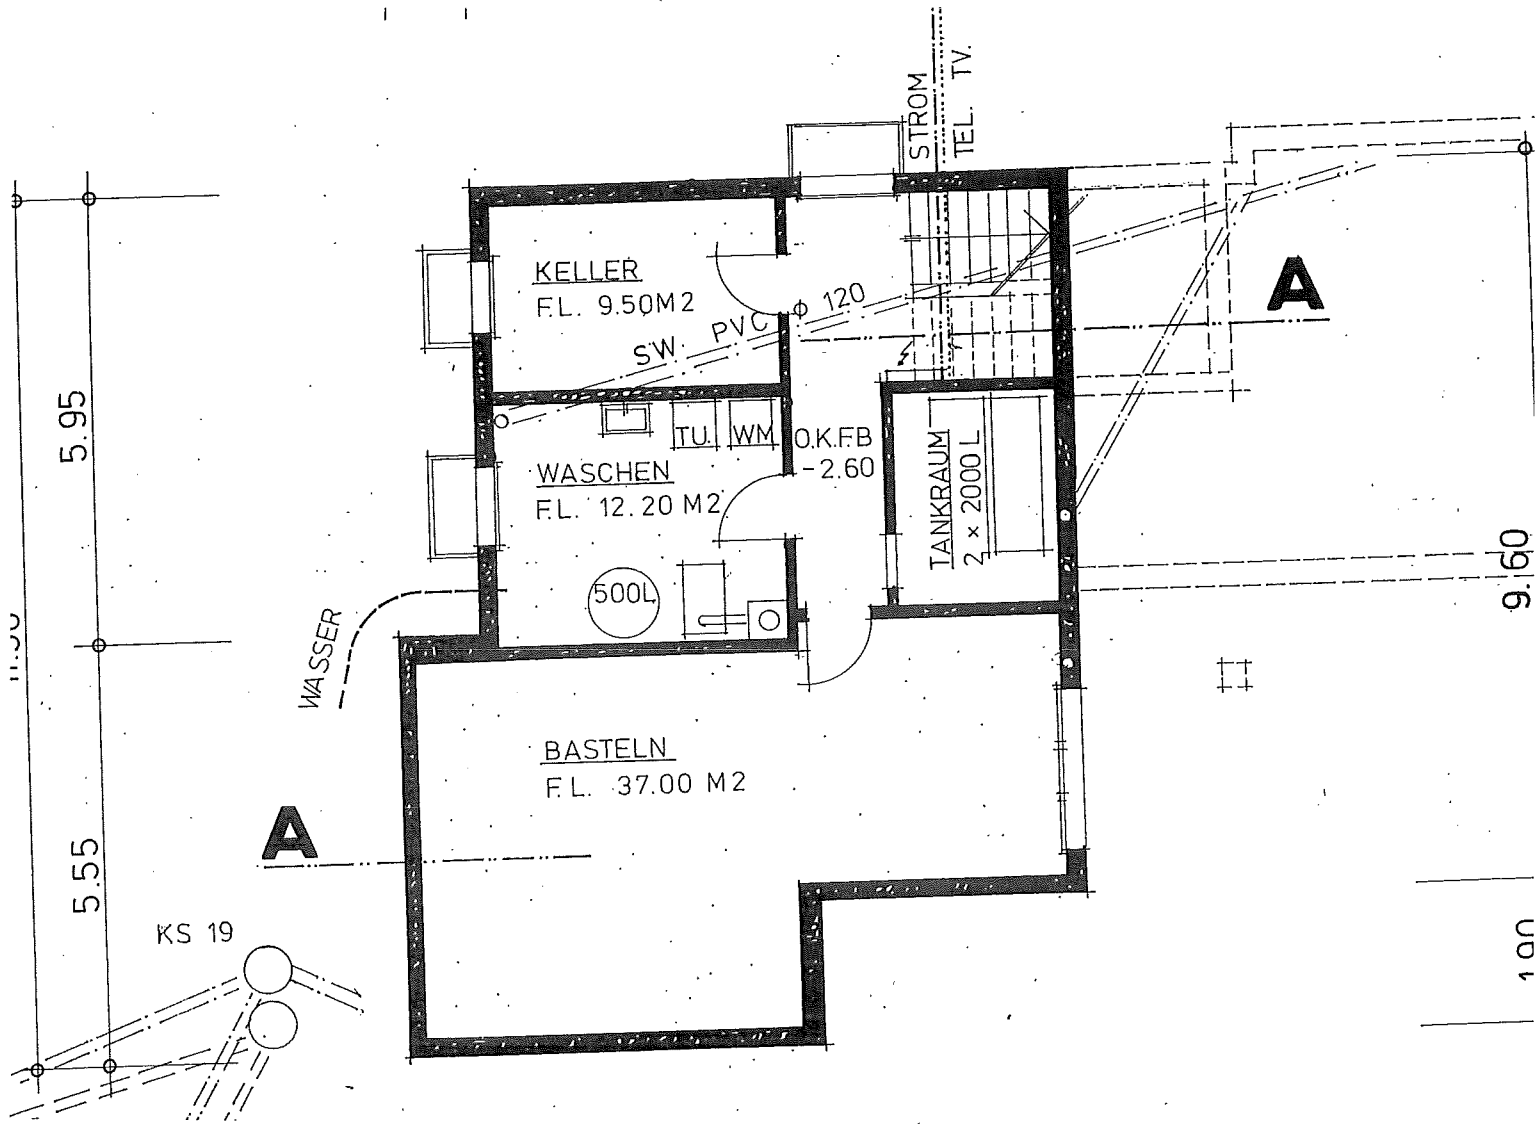 STROM
TEL. TV.
KELLER
F.L. 9.50M2
SW. PVC ⌀ 120
A
5.95
TU. WM
O.K.F.B
-2.60
WASCHEN
F.L. 12.20 M2
TANKRAUM
2 × 2000 L
500L
9.60
WASSER
BASTELN
F.L. 37.00 M2
A
5.55
KS 19